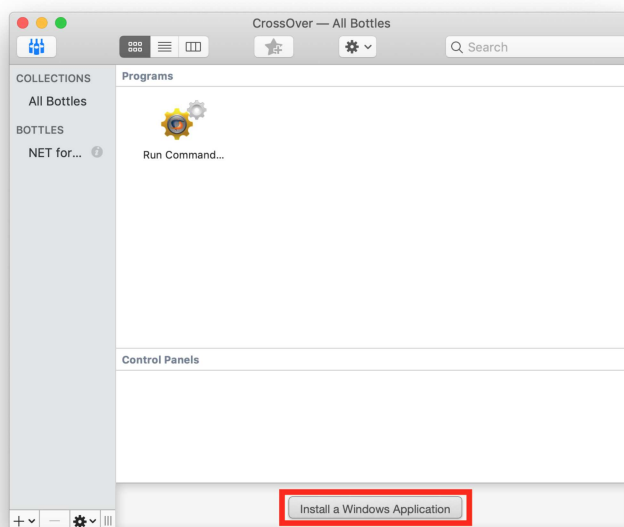 CrossOver — All Bottles
Search
COLLECTIONS
All Bottles
BOTTLES
NET for...
Programs
Run Command...
Control Panels
Install a Windows Application